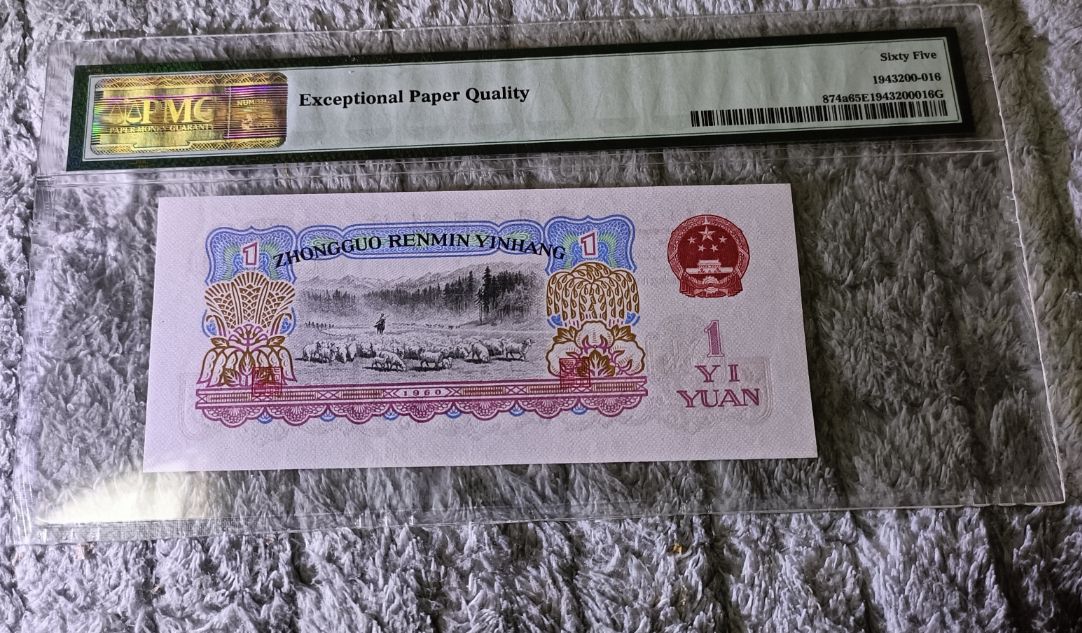 Sixty Five
PMG
PAPER MONEY GUARANTY
Exceptional Paper Quality
1943200-016
874a65E1943200016G
1 ZHONGGUO RENMIN YINHANG 1
1
YI
YUAN
1960